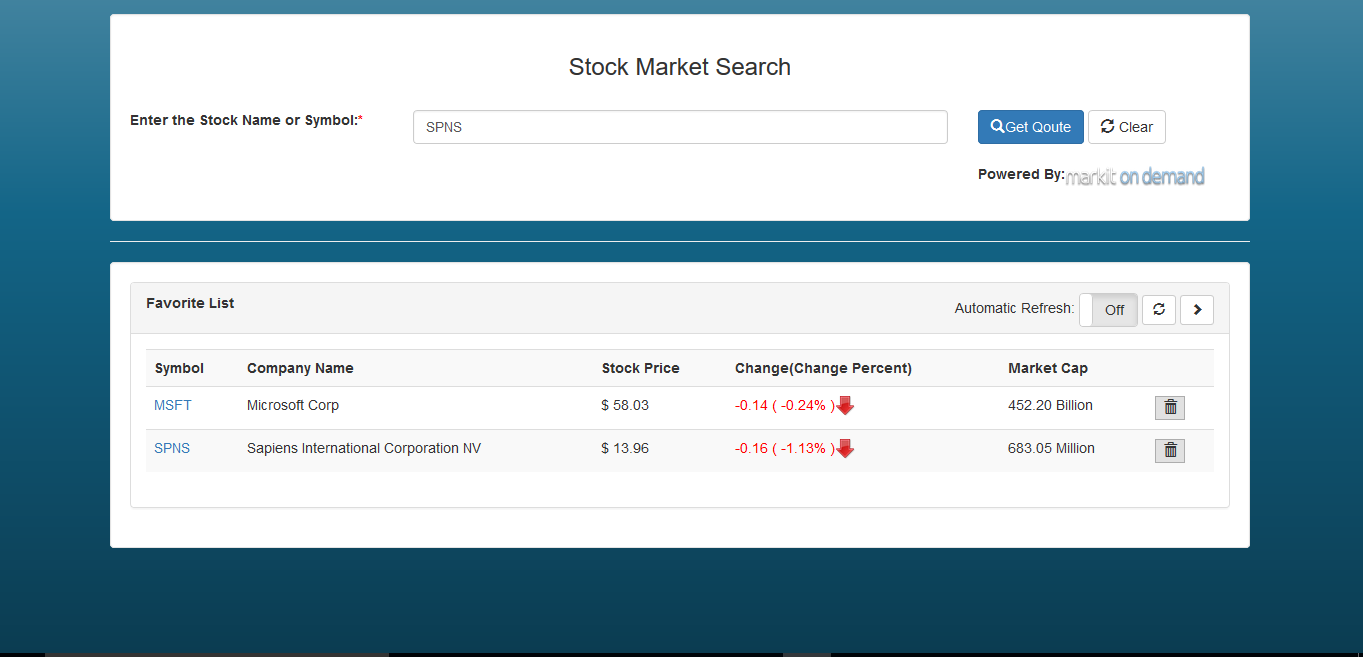 Stock Market Search
Enter the Stock Name or Symbol:* SPNS Get Qoute Clear
Powered By: markit on demand
Favorite List Automatic Refresh: Off
Symbol Company Name Stock Price Change(Change Percent) Market Cap
MSFT Microsoft Corp $ 58.03 -0.14 ( -0.24% ) 452.20 Billion
SPNS Sapiens International Corporation NV $ 13.96 -0.16 ( -1.13% ) 683.05 Million